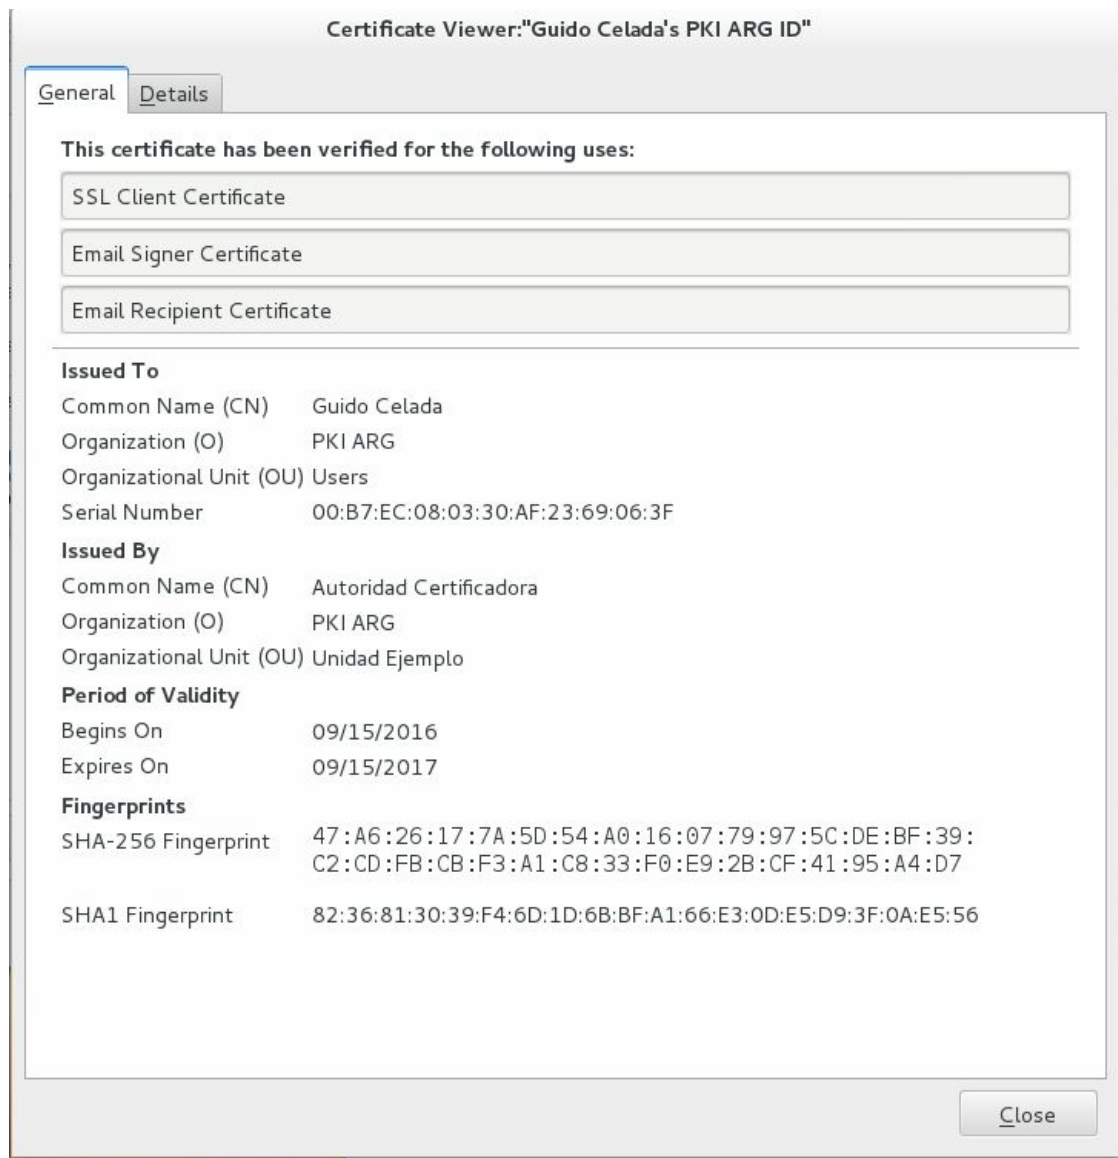 Certificate Viewer:"Guido Celada's PKI ARG ID"
General Details
This certificate has been verified for the following uses:
SSL Client Certificate
Email Signer Certificate
Email Recipient Certificate
Issued To
Common Name (CN) Guido Celada
Organization (O) PKI ARG
Organizational Unit (OU) Users
Serial Number 00:B7:EC:08:03:30:AF:23:69:06:3F
Issued By
Common Name (CN) Autoridad Certificadora
Organization (O) PKI ARG
Organizational Unit (OU) Unidad Ejemplo
Period of Validity
Begins On 09/15/2016
Expires On 09/15/2017
Fingerprints
SHA-256 Fingerprint 47:A6:26:17:7A:5D:54:A0:16:07:79:97:5C:DE:BF:39:
C2:CD:FB:CB:F3:A1:C8:33:F0:E9:2B:CF:41:95:A4:D7
SHA1 Fingerprint 82:36:81:30:39:F4:6D:1D:6B:BF:A1:66:E3:0D:E5:D9:3F:0A:E5:56
Close